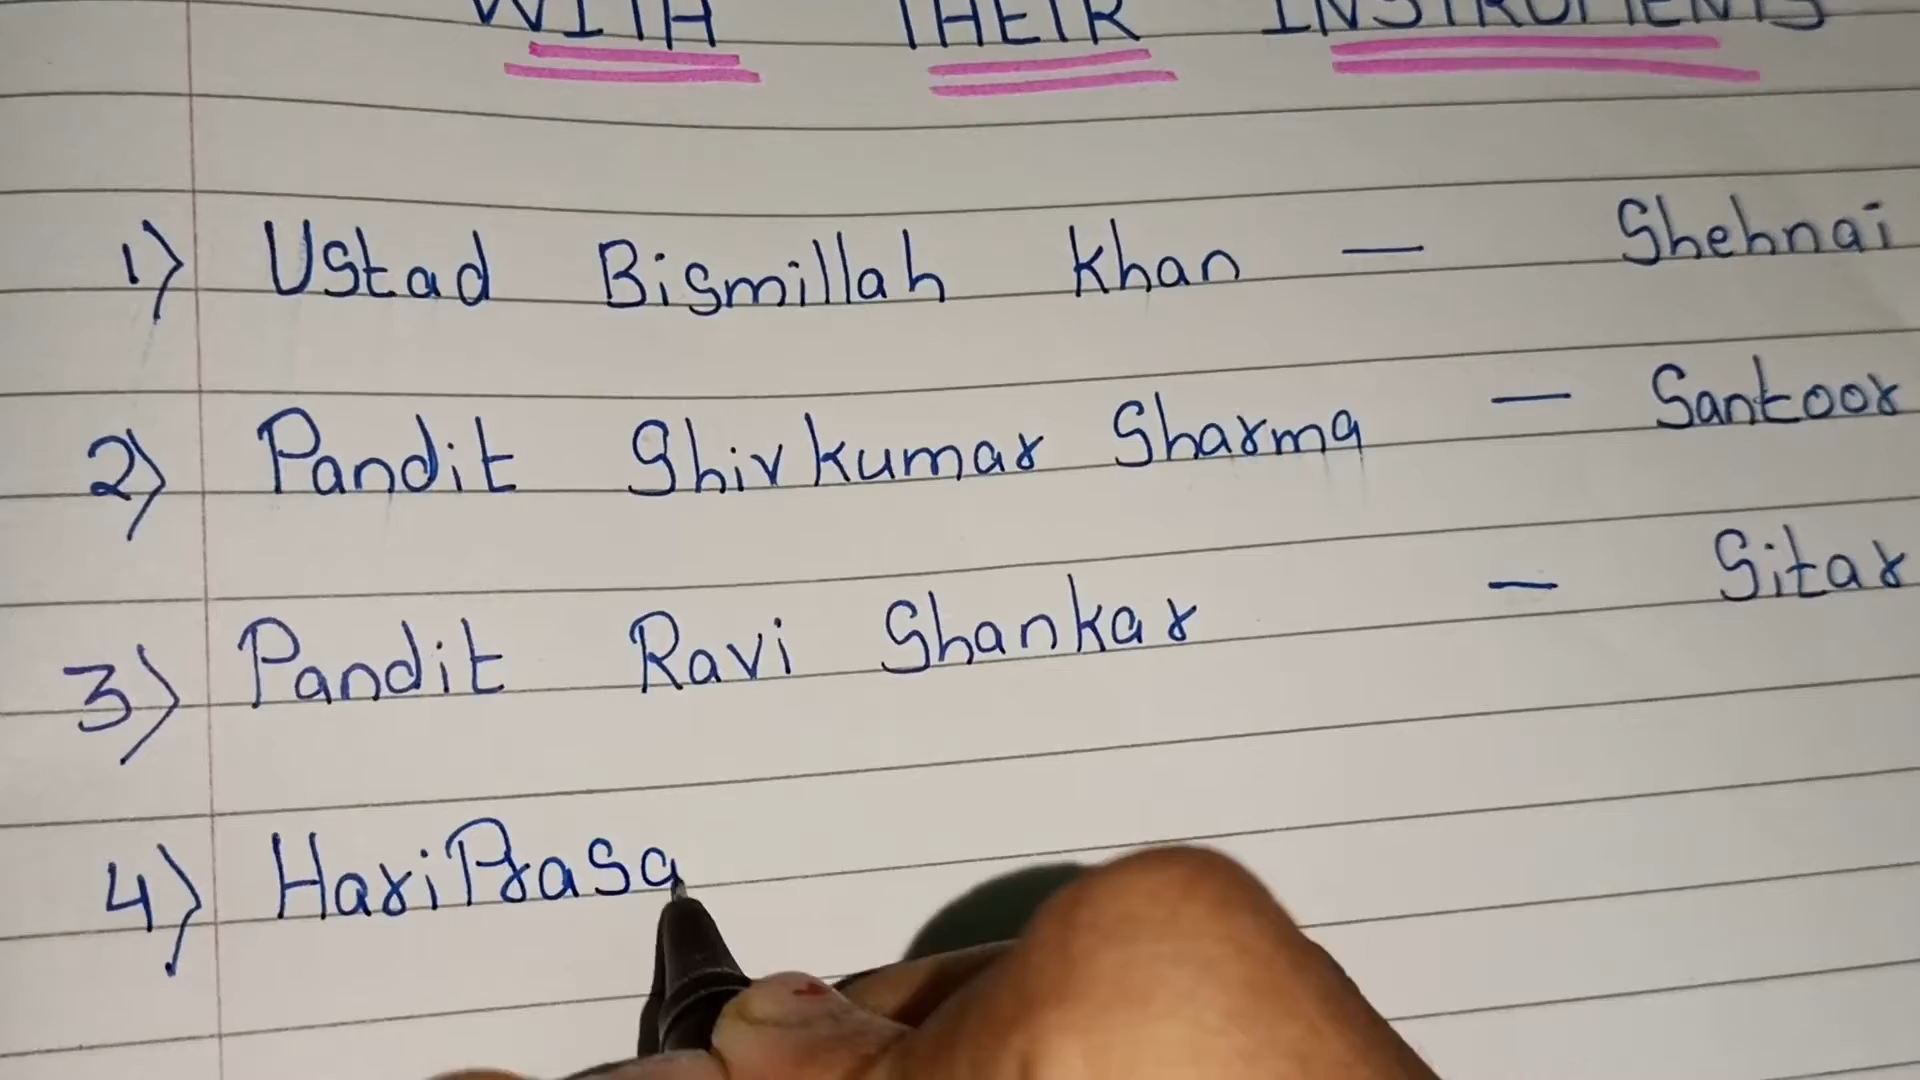 WITH THEIR INSTRUMENTS
1) Ustad Bismillah Khan — Shehnai
2) Pandit Shivkumar Sharma — Santoor
3) Pandit Ravi Shankar — Sitar
4) HariPrasa